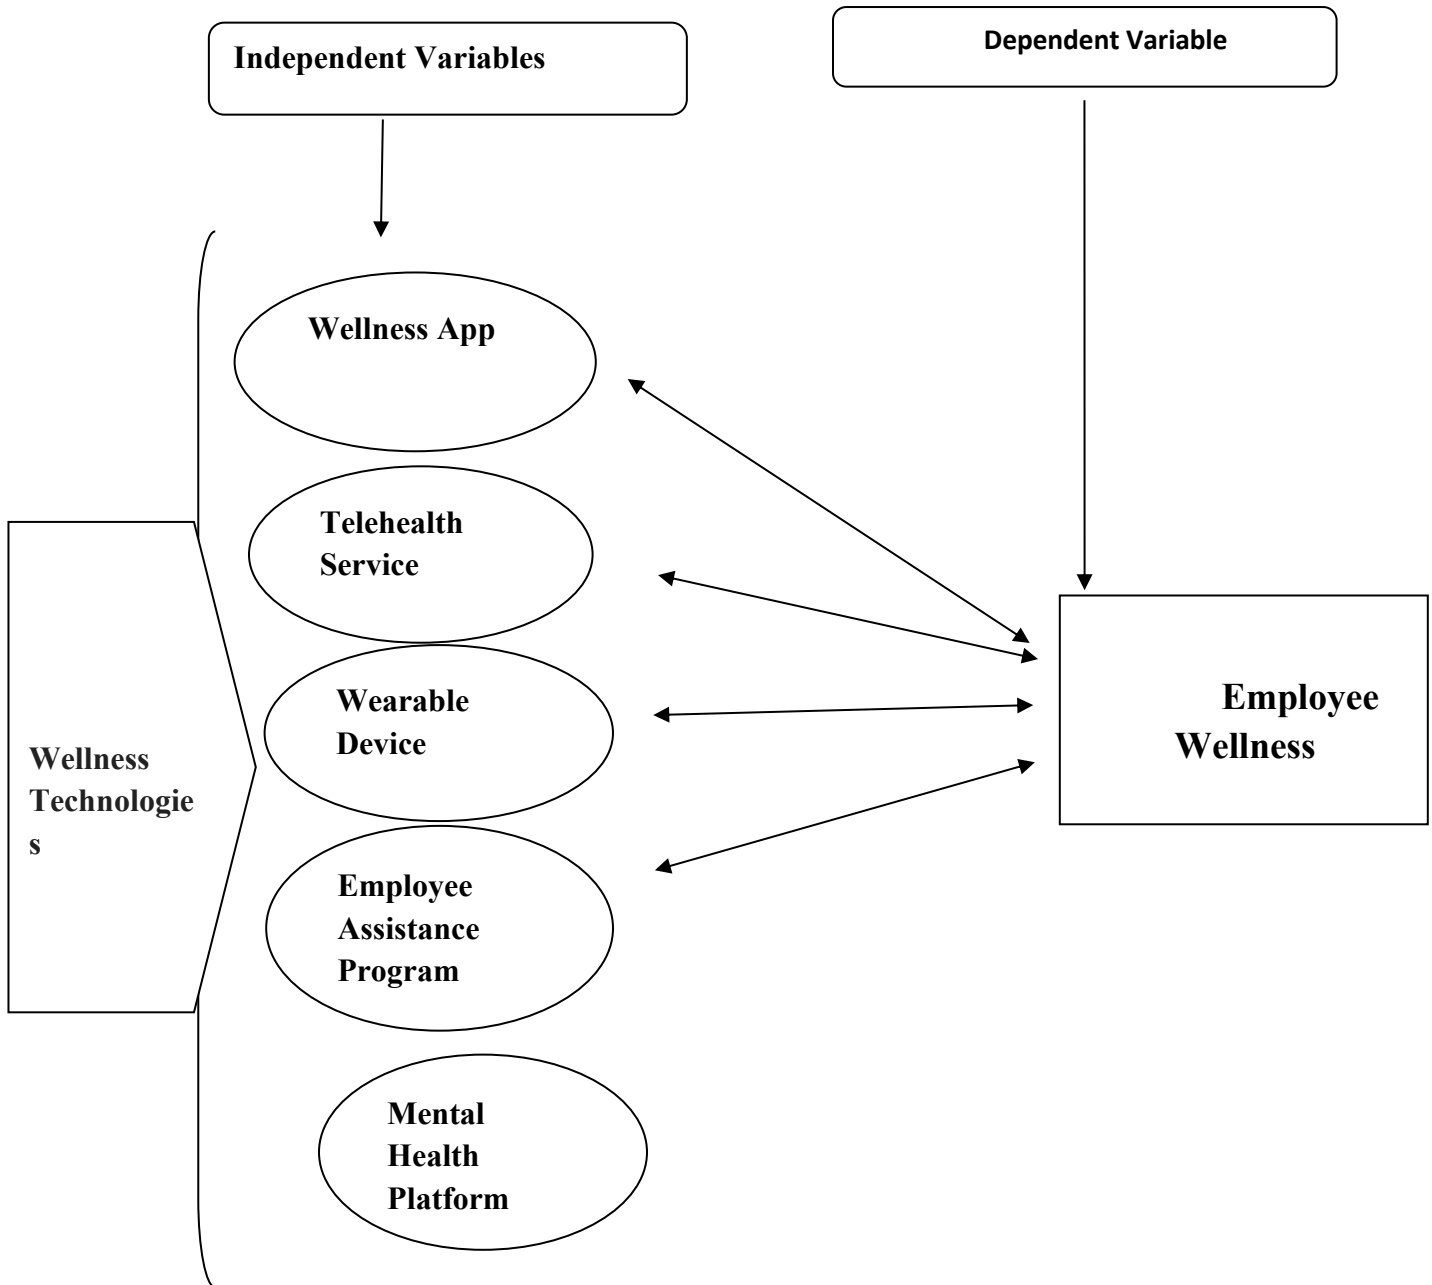 Independent Variables
Dependent Variable
Wellness App
Telehealth
Service
Wearable
Device
Wellness
Technologie
s
Employee
Wellness
Employee
Assistance
Program
Mental
Health
Platform